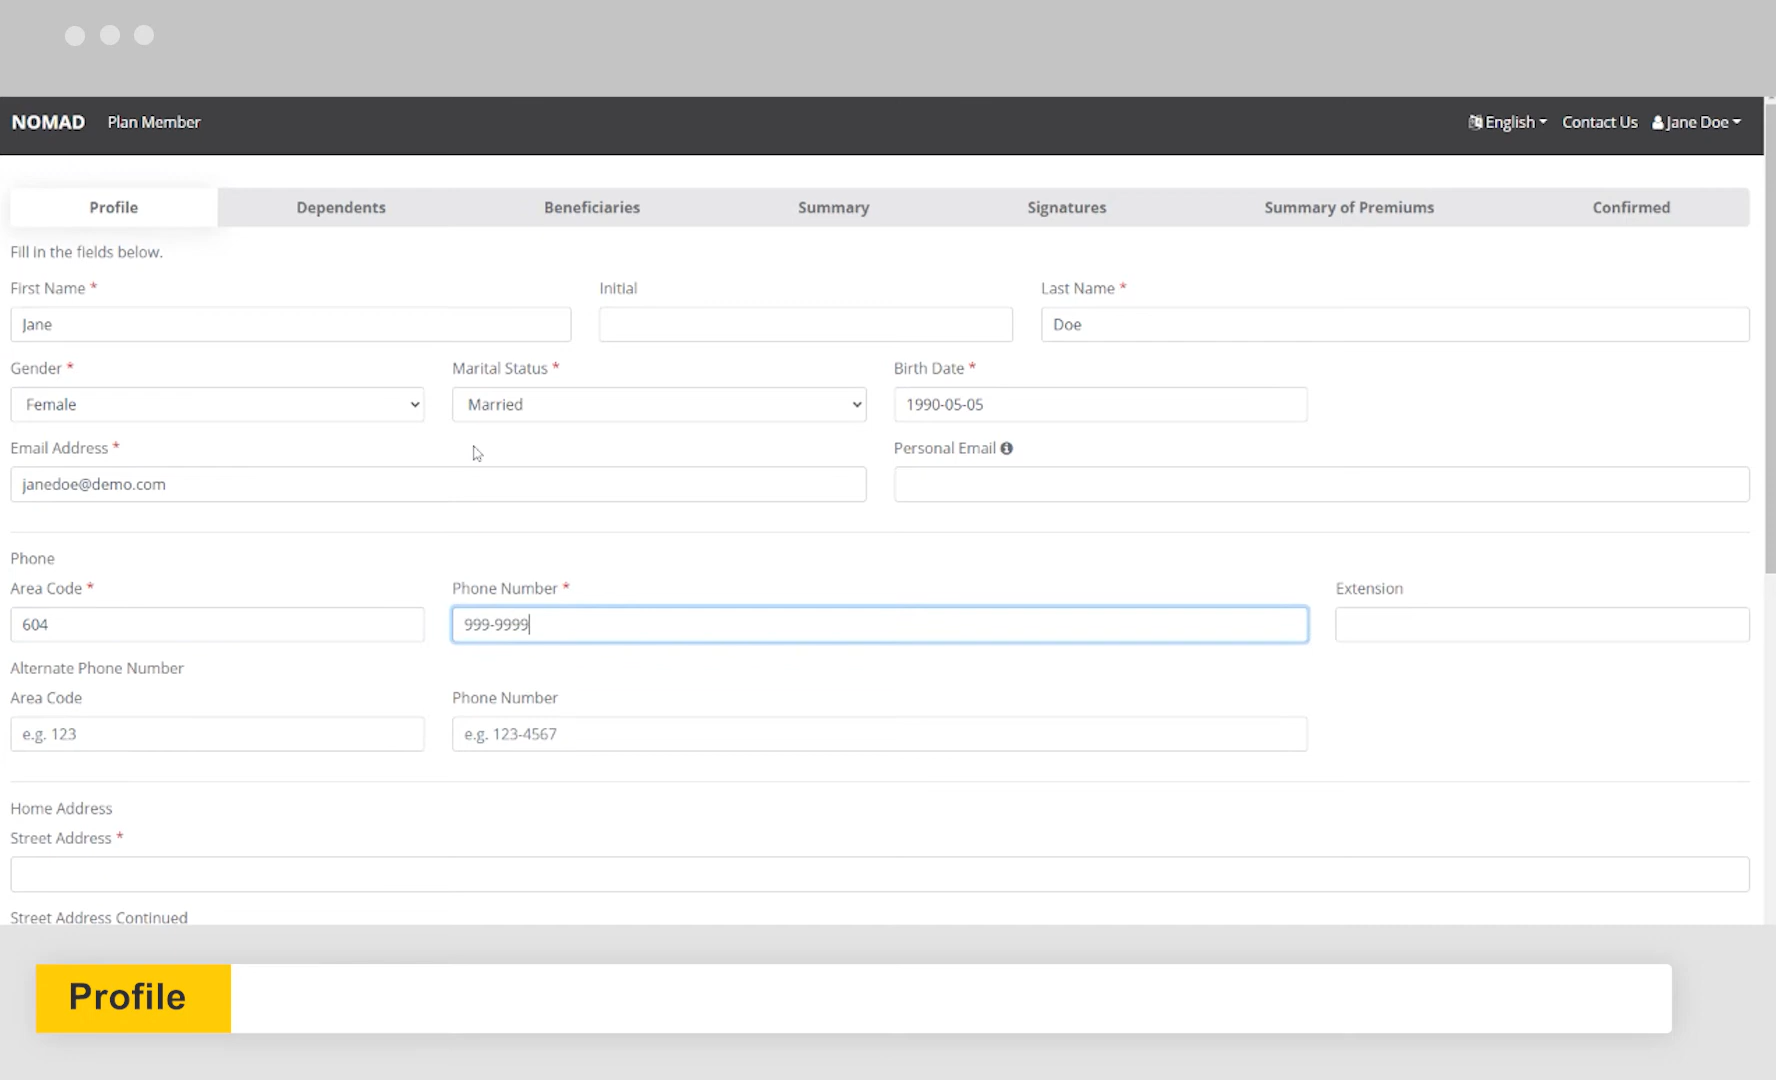 NOMAD Plan Member English Contact Us Jane Doe
Profile Dependents Beneficiaries Summary Signatures Summary of Premiums Confirmed
Fill in the fields below.
First Name * Initial Last Name *
Jane Doe
Gender * Marital Status * Birth Date *
Female Married 1990-05-05
Email Address * Personal Email
janedoe@demo.com
Phone
Area Code * Phone Number * Extension
604 999-9999
Alternate Phone Number
Area Code Phone Number
e.g. 123 e.g. 123-4567
Home Address
Street Address *
Street Address Continued
Profile